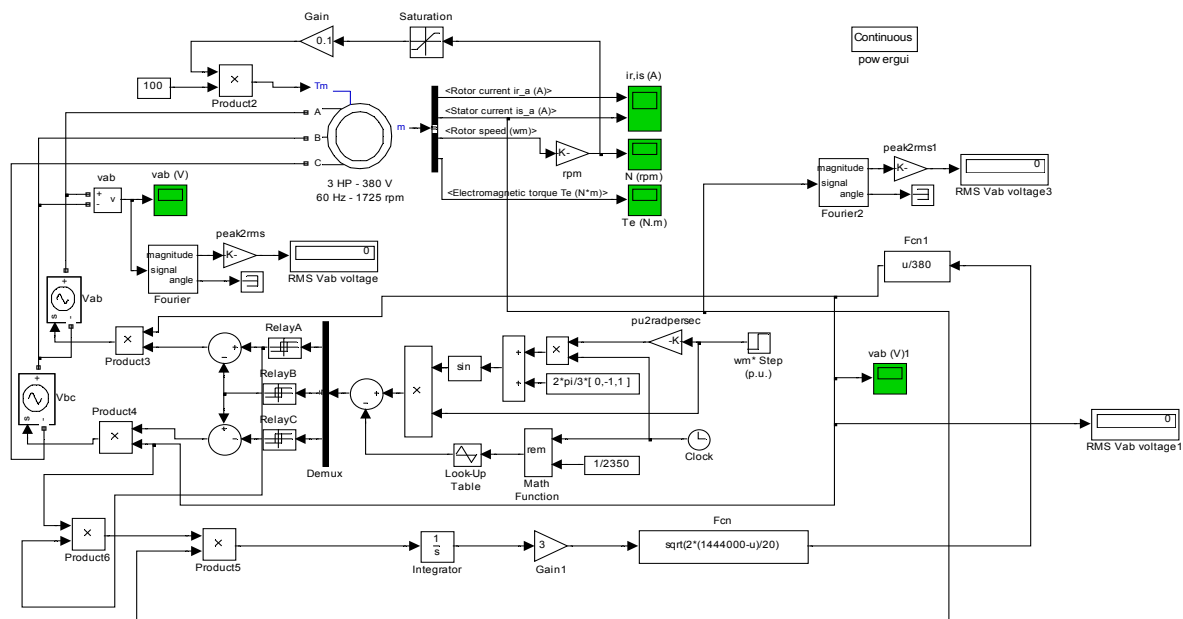 Gain
Saturation
0.1
×
100
Product2
Tm
A
B
C
m
3 HP - 380 V
60 Hz - 1725 rpm
<Rotor current ir_a (A)>
<Stator current is_a (A)>
<Rotor speed (wm)>
<Electromagnetic torque Te (N*m)>
K-
rpm
ir,is (A)
N (rpm)
Te (N.m)
Continuous
pow ergui
magnitude
signal
angle
Fourier2
peak2rms1
K-
0
RMS Vab voltage3
vab
+
-
v
vab (V)
magnitude
signal
angle
Fourier
peak2rms
K-
0
RMS Vab voltage
Fcn1
u/380
+
s
-
Vab
×
Product3
+
-
RelayA
RelayB
RelayC
Demux
+
-
×
sin
+
+
×
pu2radpersec
-K
wm* Step
(p.u.)
2*pi/3*[ 0,-1,1 ]
vab (V)1
+
s
-
Vbc
Product4
×
+
-
Look-Up
Table
rem
Math
Function
1/2350
Clock
0
RMS Vab voltage1
×
Product6
×
Product5
1
s
Integrator
3
Gain1
Fcn
sqrt(2*(1444000-u)/20)